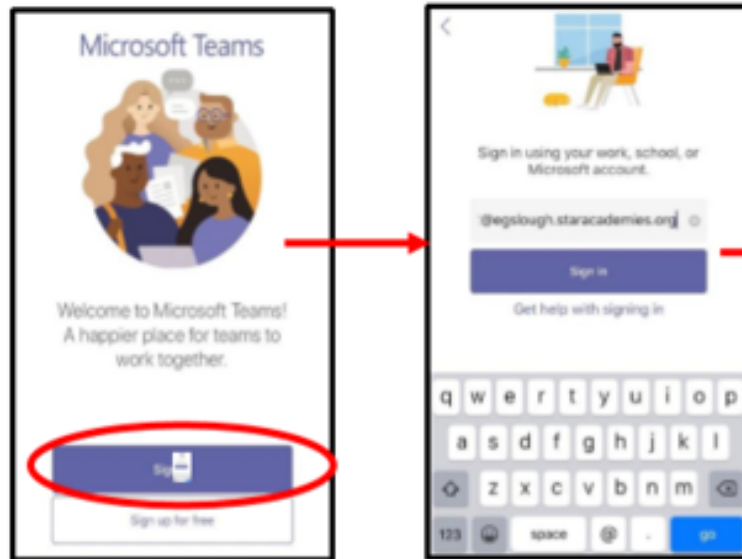 Microsoft Teams
Welcome to Microsoft Teams!
A happier place for teams to
work together.
Sign up for free
Sign in using your work, school, or
Microsoft account.
@egslough.staracademies.org
Sign in
Get help with signing in
q w e r t y u i o p
a s d f g h j k l
z x c v b n m
123 space @ . go